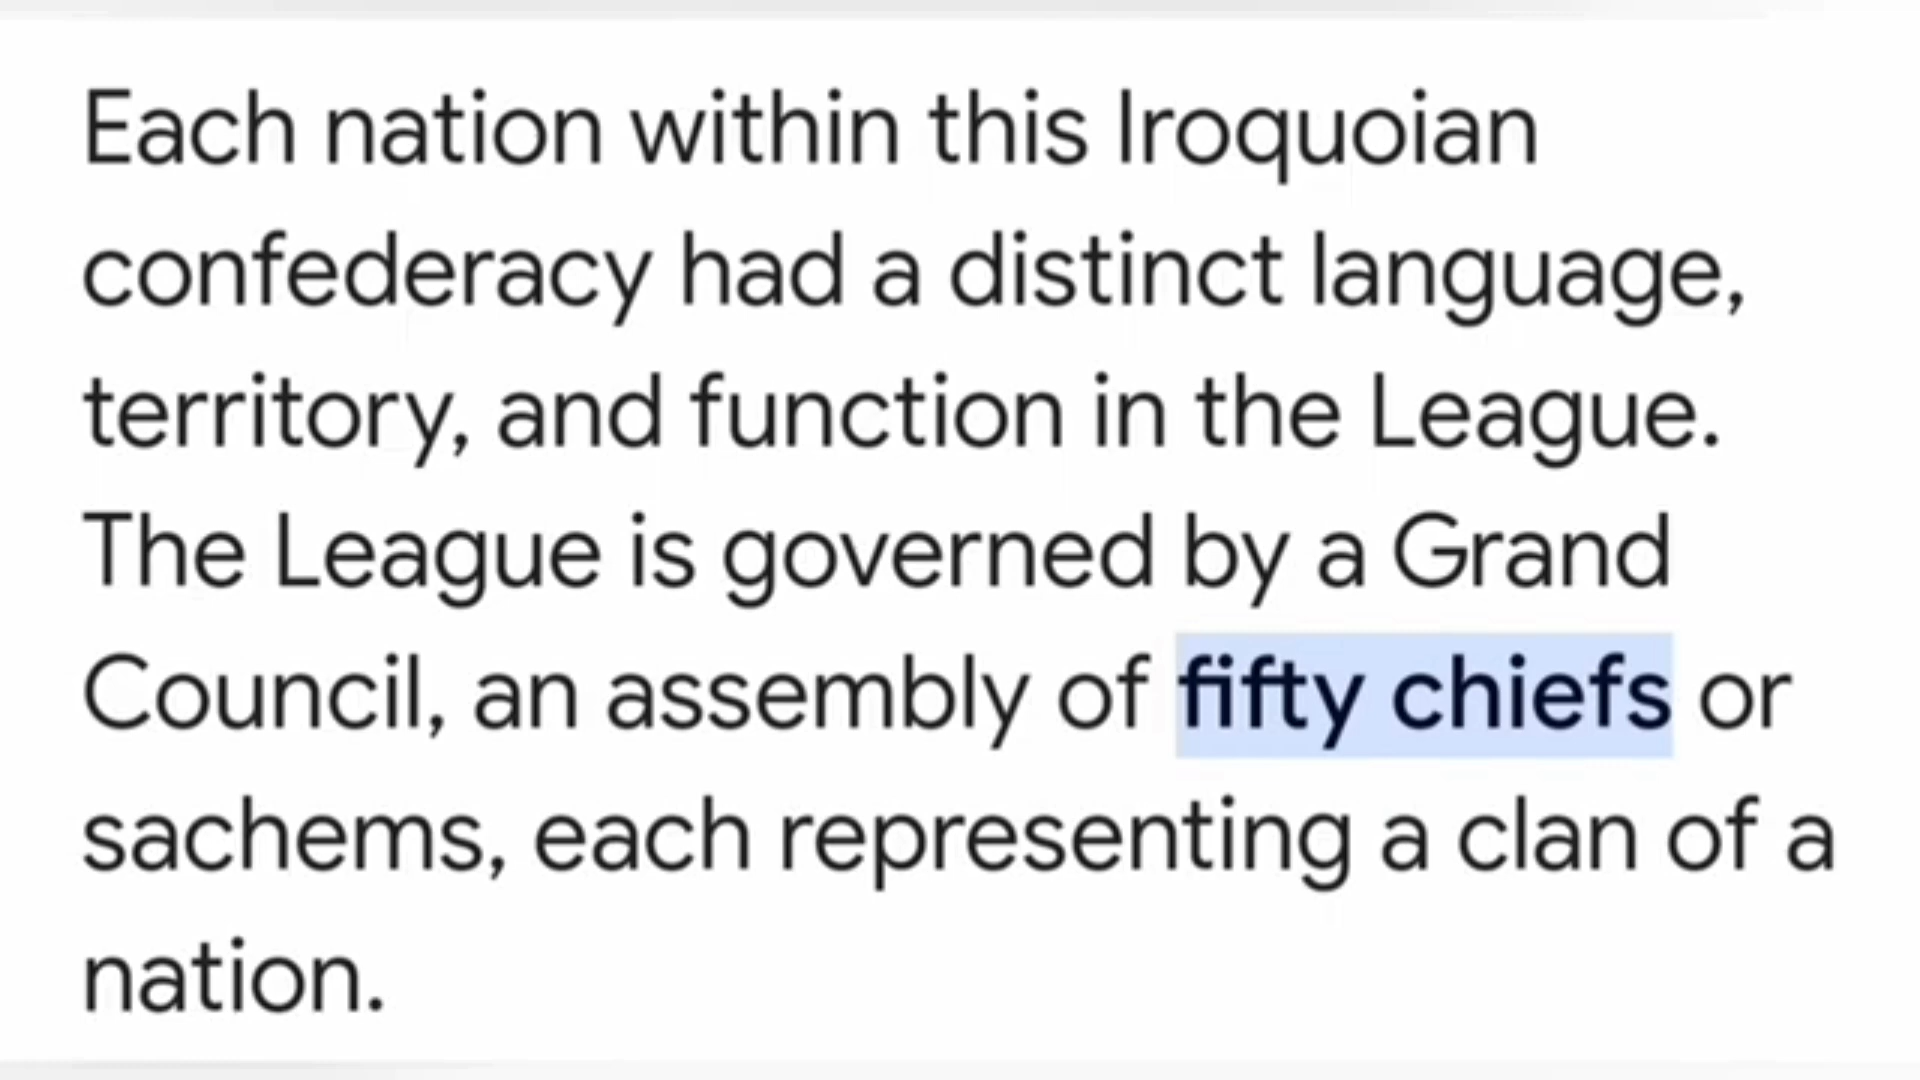 Each nation within this Iroquoian
confederacy had a distinct language,
territory, and function in the League.
The League is governed by a Grand
Council, an assembly of fifty chiefs or
sachems, each representing a clan of a
nation.